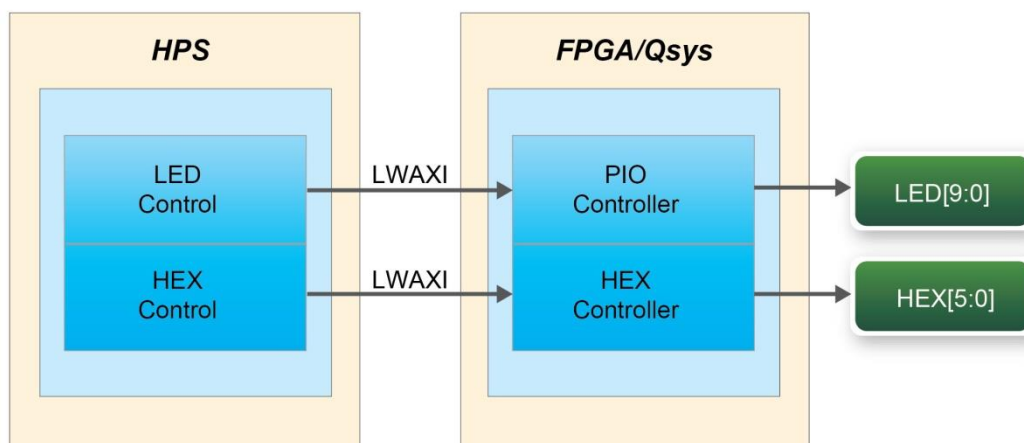 HPS
FPGA/Qsys
LED
Control
LWAXI
PIO
Controller
LED[9:0]
HEX
Control
LWAXI
HEX
Controller
HEX[5:0]